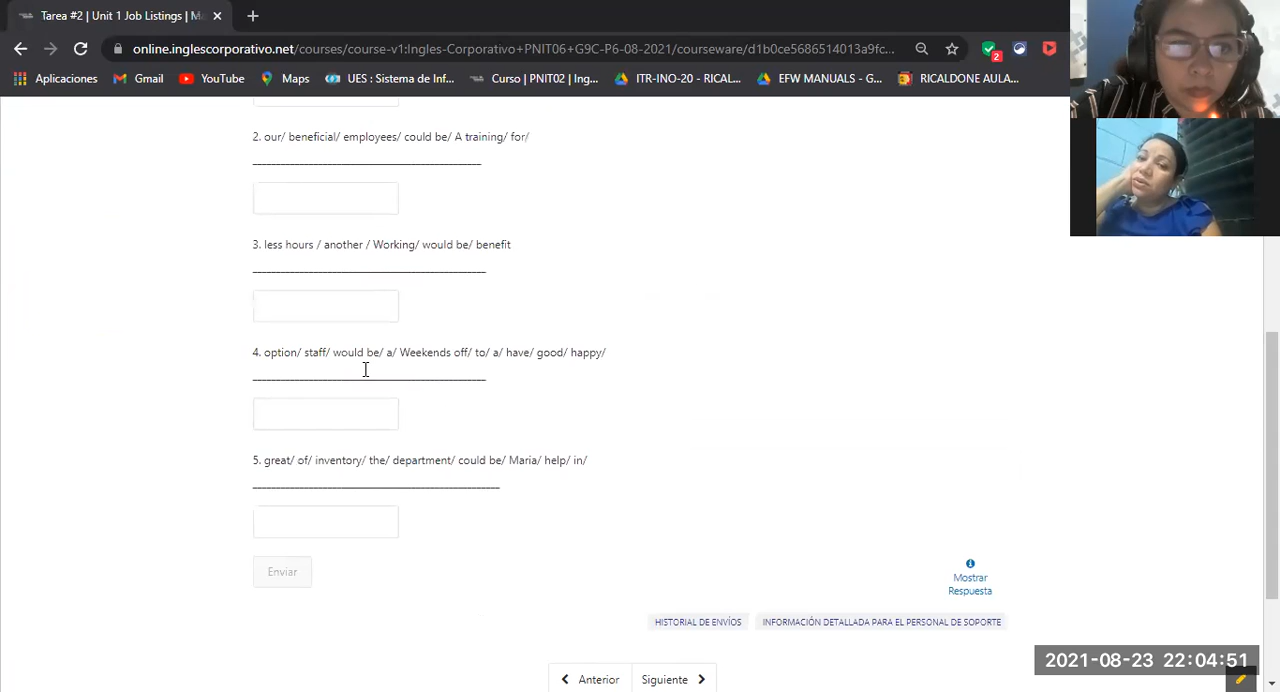 Tarea #2 | Unit 1 Job Listings | M
online.inglescorporativo.net/courses/course-v1:Ingles-Corporativo+PNIT06+G9C-P6-08-2021/courseware/d1b0ce5686514013a9fc...
2
Aplicaciones Gmail YouTube Maps UES : Sistema de Inf... Curso | PNIT02 | Ing... ITR-INO-20 - RICAL... EFW MANUALS - G... RICALDONE AULA...
2. our/ beneficial/ employees/ could be/ A training/ for/
3. less hours / another / Working/ would be/ benefit
4. option/ staff/ would be/ a/ Weekends off/ to/ a/ have/ good/ happy/
5. great/ of/ inventory/ the/ department/ could be/ Maria/ help/ in/
Enviar
Mostrar
Respuesta
HISTORIAL DE ENVÍOS INFORMACIÓN DETALLADA PARA EL PERSONAL DE SOPORTE
2021-08-23 22:04:51
Anterior Siguiente